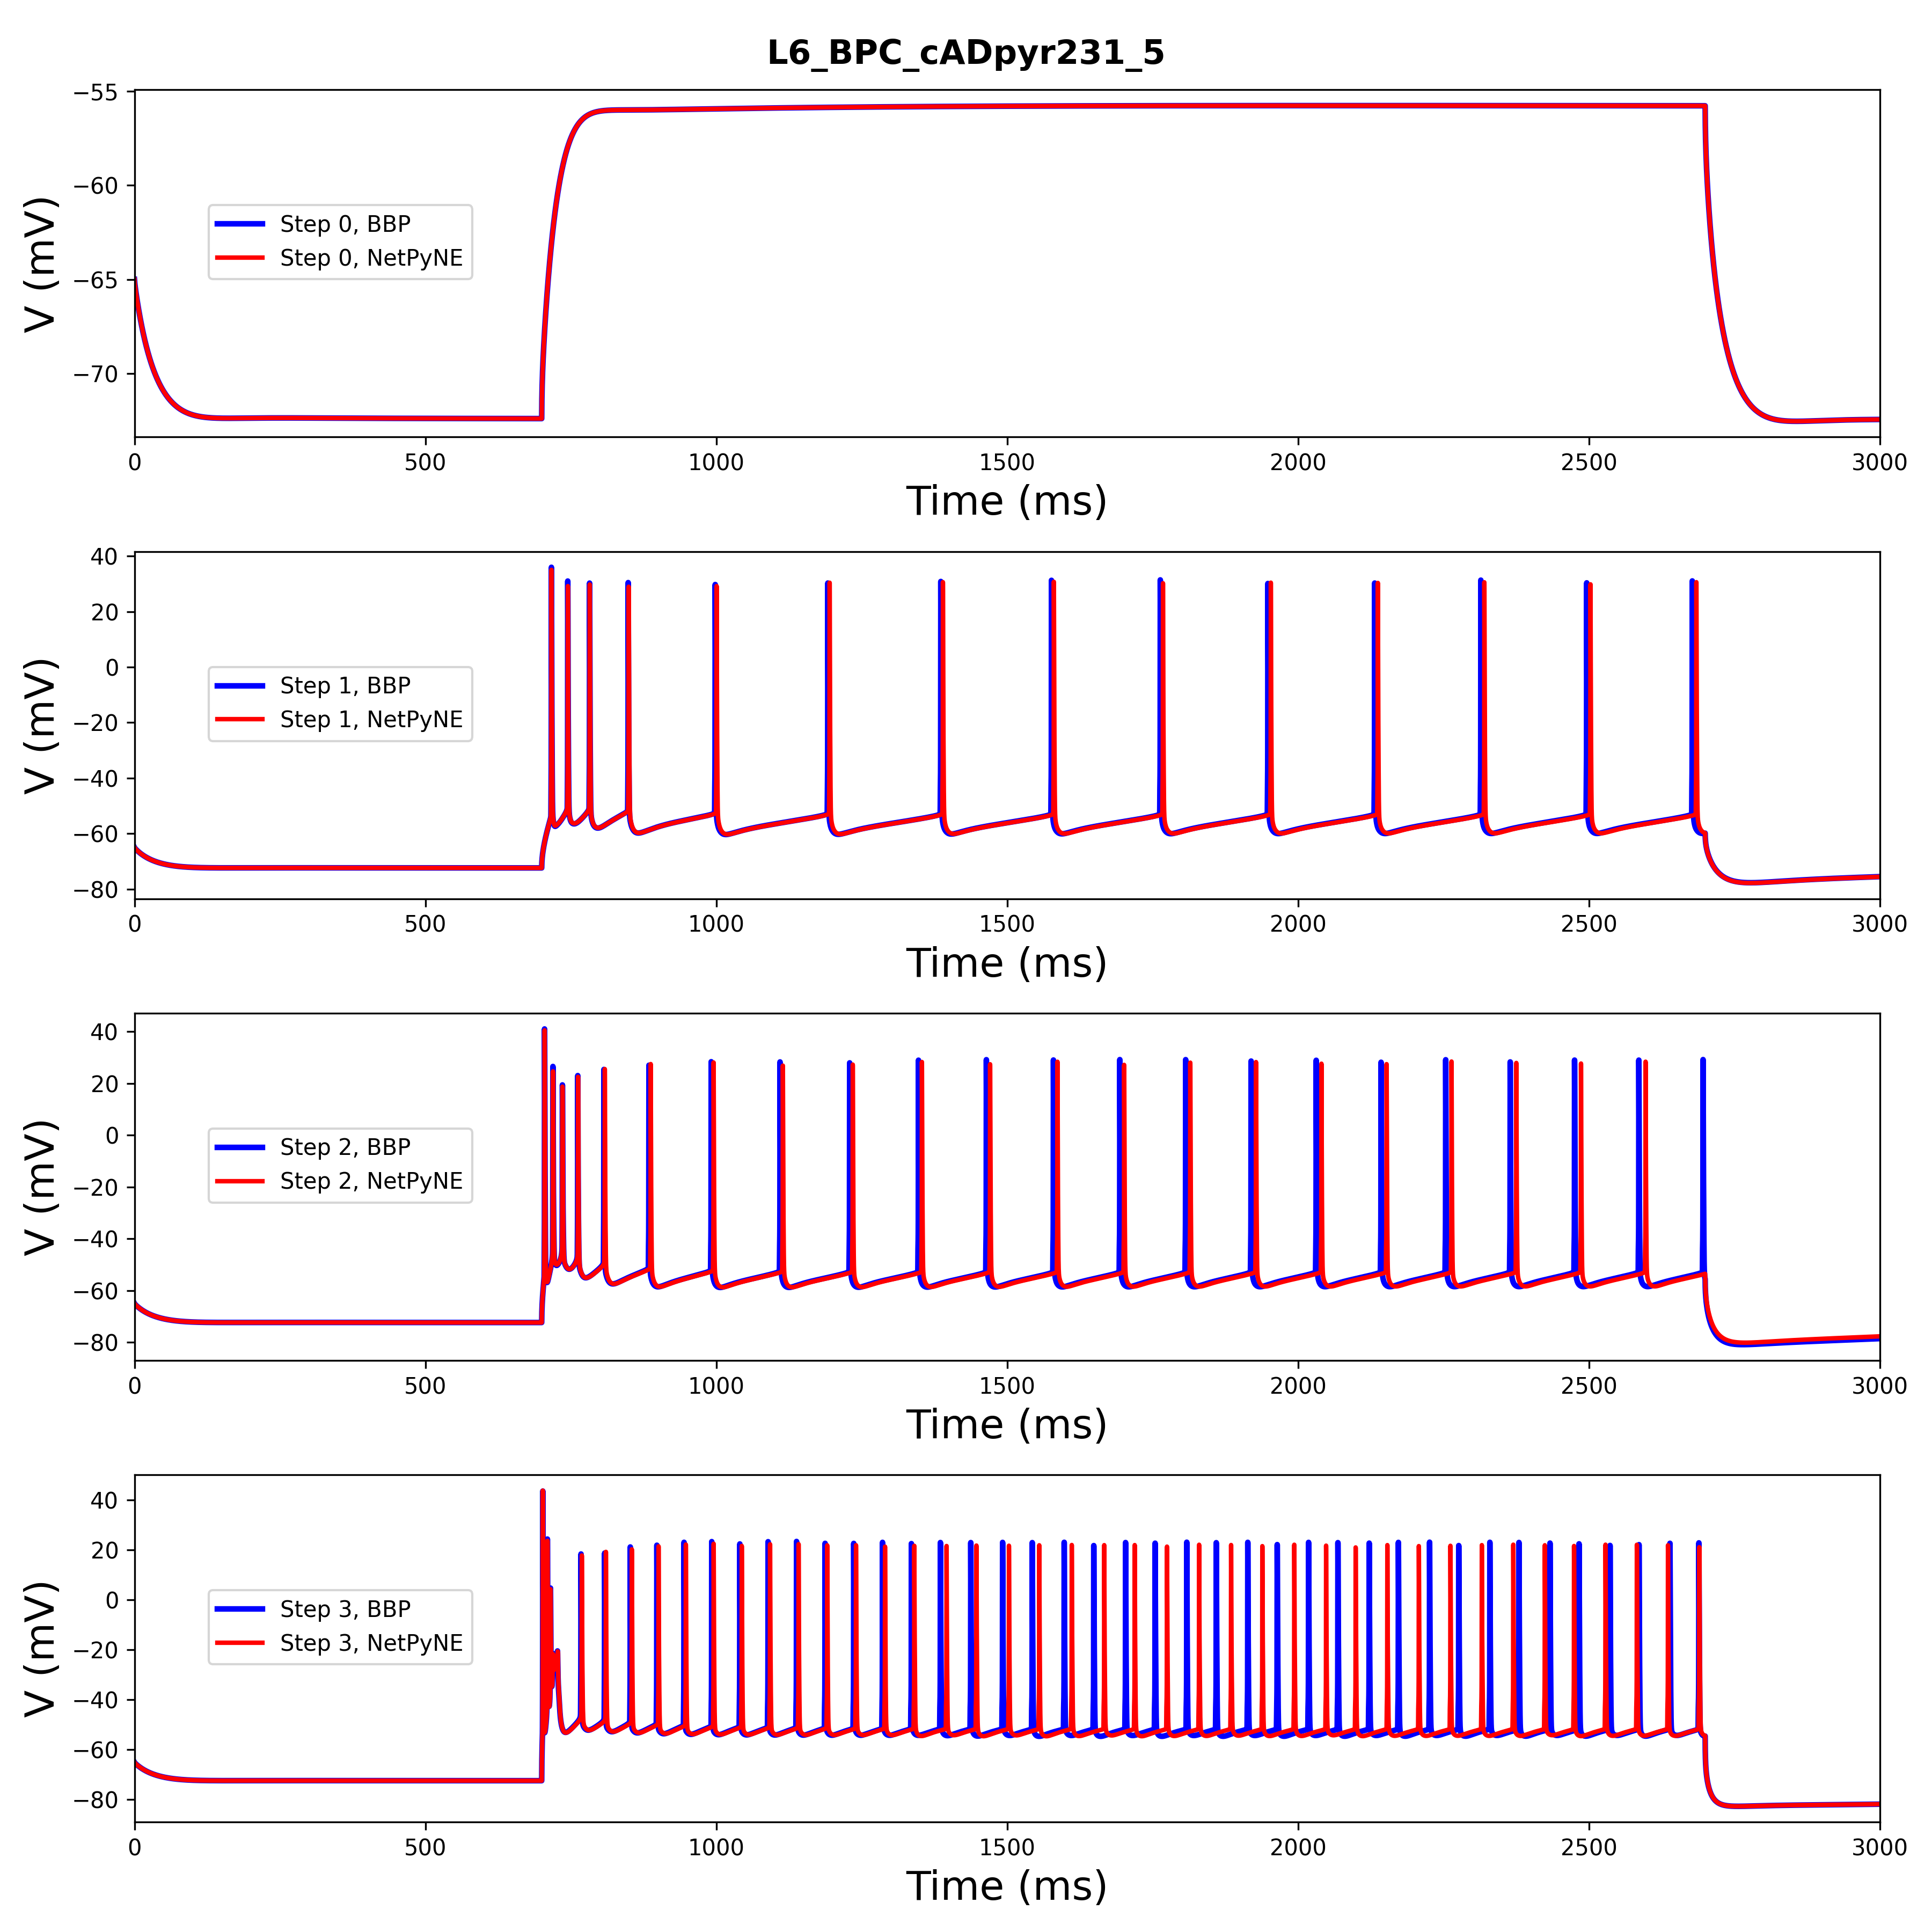 L6_BPC_cADpyr231_5
−55
−60
−65
−70
V (mV)
Step 0, BBP
Step 0, NetPyNE
0 500 1000 1500 2000 2500 3000
Time (ms)
40
20
0
−20
−40
−60
−80
V (mV)
Step 1, BBP
Step 1, NetPyNE
0 500 1000 1500 2000 2500 3000
Time (ms)
40
20
0
−20
−40
−60
−80
V (mV)
Step 2, BBP
Step 2, NetPyNE
0 500 1000 1500 2000 2500 3000
Time (ms)
40
20
0
−20
−40
−60
−80
V (mV)
Step 3, BBP
Step 3, NetPyNE
0 500 1000 1500 2000 2500 3000
Time (ms)